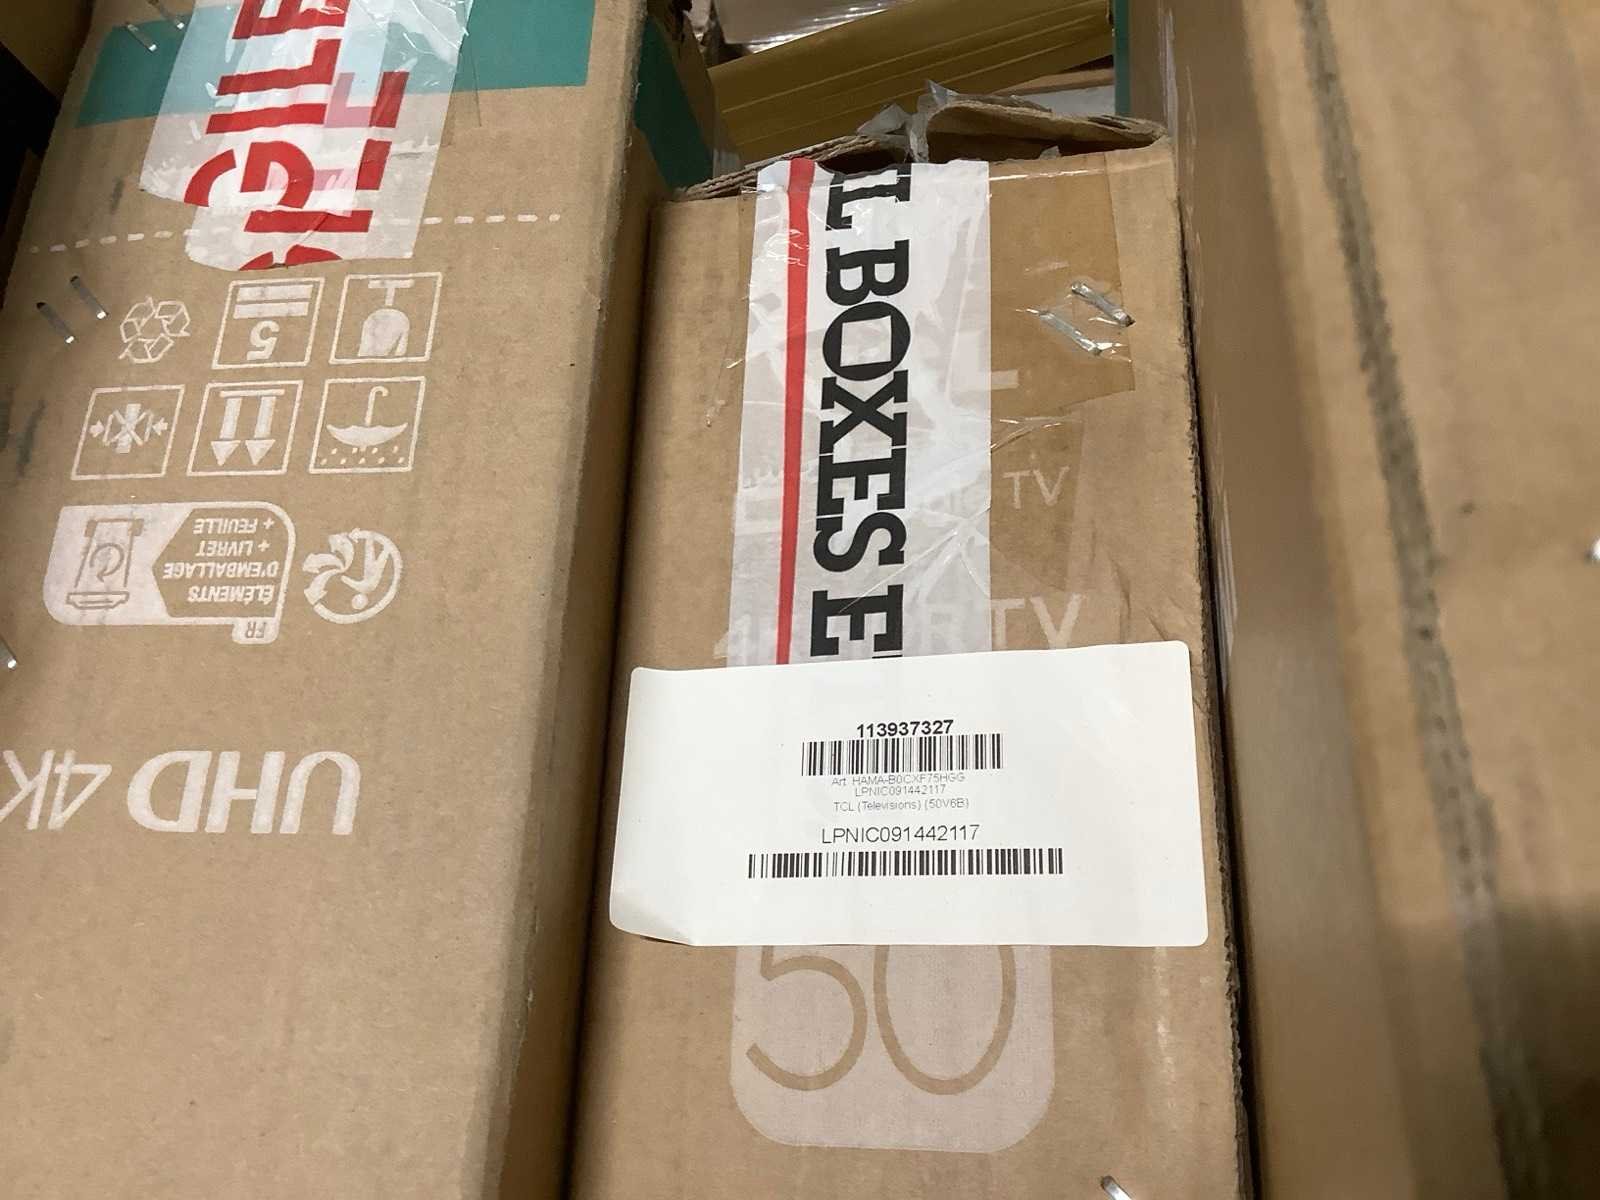 FRAGILE
5
FR
ÉLÉMENTS
D'EMBALLAGE
+ LIVRET
+ FEUILLE
UHD 4K
BOXES
TV
TV
113937327
Art. HAMA-B0CXF75HGG
LPNIC091442117
TCL (Televisions) (50V6B)
LPNIC091442117
50